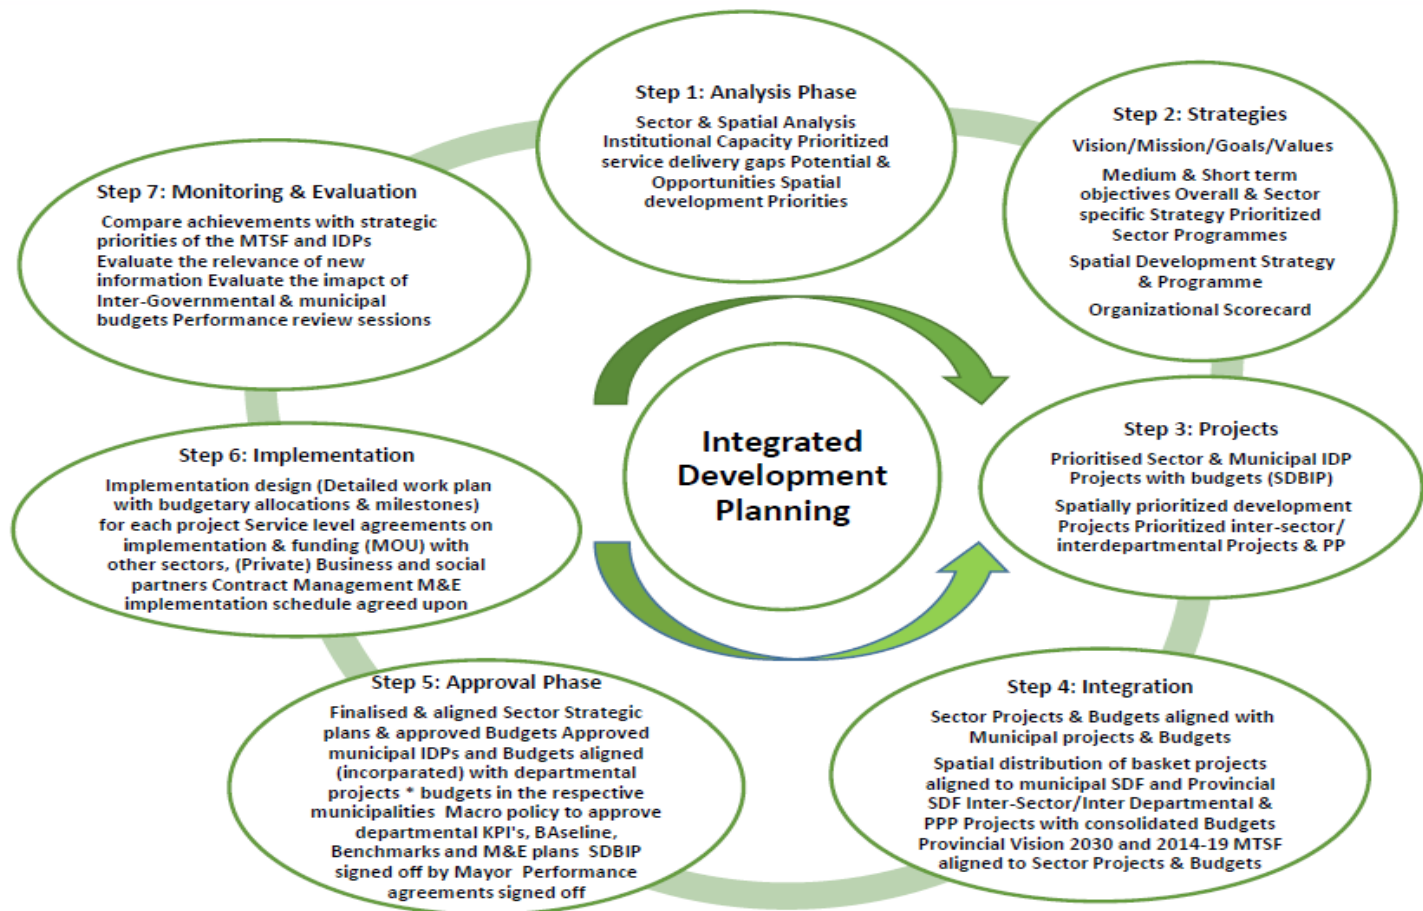 Step 1: Analysis Phase
Sector & Spatial Analysis
Institutional Capacity Prioritized
service delivery gaps Potential &
Opportunities Spatial
development Priorities
Step 2: Strategies
Vision/Mission/Goals/Values
Medium & Short term
objectives Overall & Sector
specific Strategy Prioritized
Sector Programmes
Spatial Development Strategy
& Programme
Organizational Scorecard
Step 3: Projects
Prioritised Sector & Municipal IDP
Projects with budgets (SDBIP)
Spatially prioritized development
Projects Prioritized inter-sector/
interdepartmental Projects & PP
Step 4: Integration
Sector Projects & Budgets aligned with
Municipal projects & Budgets
Spatial distribution of basket projects
aligned to municipal SDF and Provincial
SDF Inter-Sector/Inter Departmental &
PPP Projects with consolidated Budgets
Provincial Vision 2030 and 2014-19 MTSF
aligned to Sector Projects & Budgets
Step 5: Approval Phase
Finalised & aligned Sector Strategic
plans & approved Budgets Approved
municipal IDPs and Budgets aligned
(incorparated) with departmental
projects * budgets in the respective
municipalities Macro policy to approve
departmental KPI's, BAseline,
Benchmarks and M&E plans SDBIP
signed off by Mayor Performance
agreements signed off
Step 6: Implementation
Implementation design (Detailed work plan
with budgetary allocations & milestones)
for each project Service level agreements on
implementation & funding (MOU) with
other sectors, (Private) Business and social
partners Contract Management M&E
implementation schedule agreed upon
Step 7: Monitoring & Evaluation
Compare achievements with strategic
priorities of the MTSF and IDPs
Evaluate the relevance of new
information Evaluate the imapct of
Inter-Governmental & municipal
budgets Performance review sessions
Integrated
Development
Planning